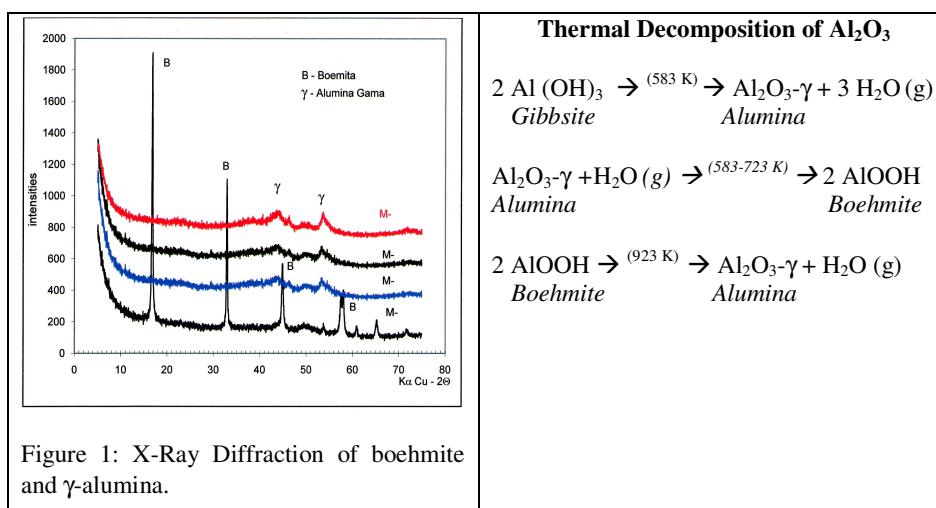 2000
1800
1600
1400
1200
1000
800
600
400
200
0
intensities
0 10 20 30 40 50 60 70 80
Kα Cu - 2Θ
B - Boemita
γ - Alumina Gama
B
B
γ
γ
B
B
M-
M-
M-
M-
Figure 1: X-Ray Diffraction of boehmite
and γ-alumina.
Thermal Decomposition of Al₂O₃
2 Al (OH)₃ → ⁽⁵⁸³ ᴷ⁾ → Al₂O₃-γ + 3 H₂O (g)
Gibbsite Alumina
Al₂O₃-γ +H₂O (g) → ⁽⁵⁸³⁻⁷²³ ᴷ⁾ → 2 AlOOH
Alumina Boehmite
2 AlOOH → ⁽⁹²³ ᴷ⁾ → Al₂O₃-γ + H₂O (g)
Boehmite Alumina